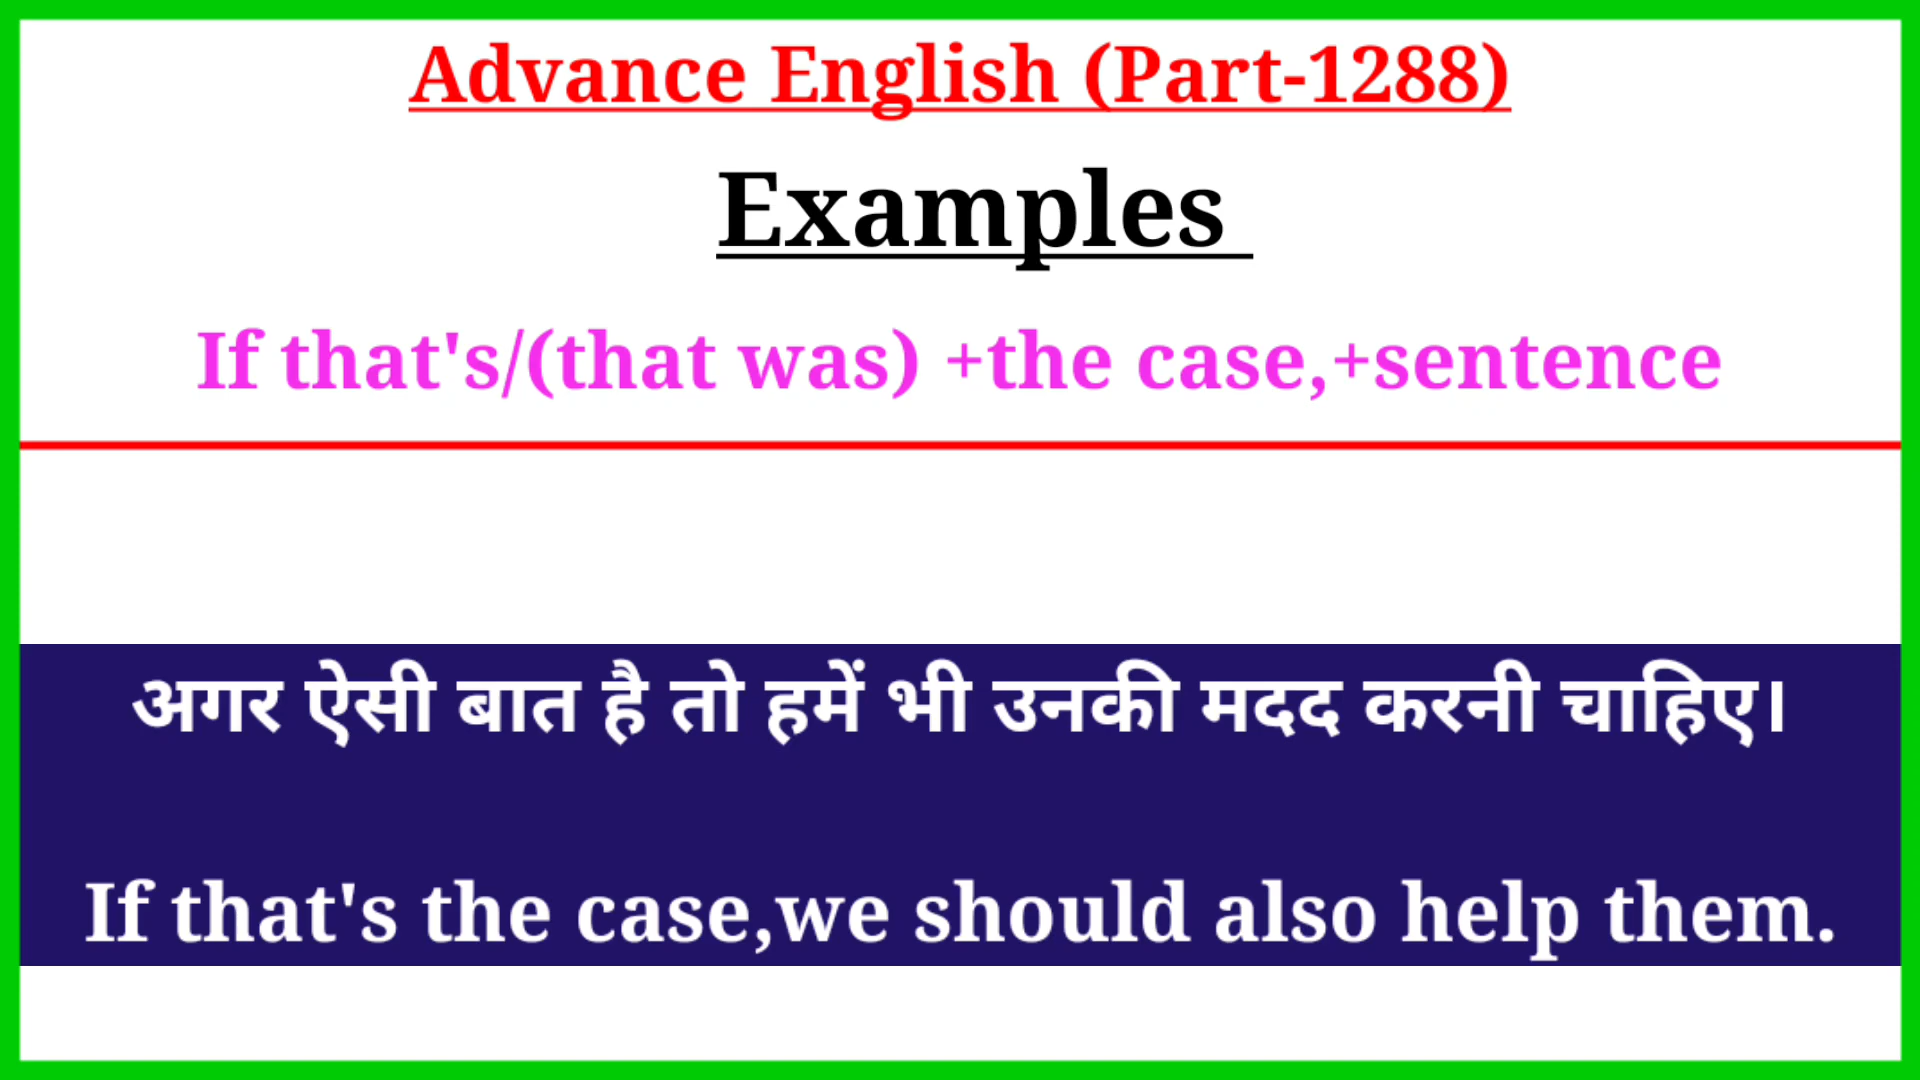 Advance English (Part-1288)
Examples
If that's/(that was) +the case,+sentence
अगर ऐसी बात है तो हमें भी उनकी मदद करनी चाहिए।
If that's the case,we should also help them.